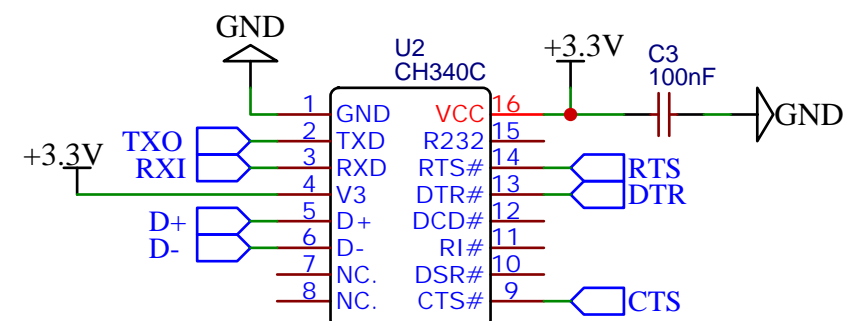 GND
U2
CH340C
+3.3V
C3
100nF
1 GND VCC 16
GND
TXO 2 TXD R232 15
RXI 3 RXD RTS# 14 RTS
+3.3V
4 V3 DTR# 13 DTR
D+ 5 D+ DCD# 12
D- 6 D- RI# 11
7 NC. DSR# 10
8 NC. CTS# 9 CTS